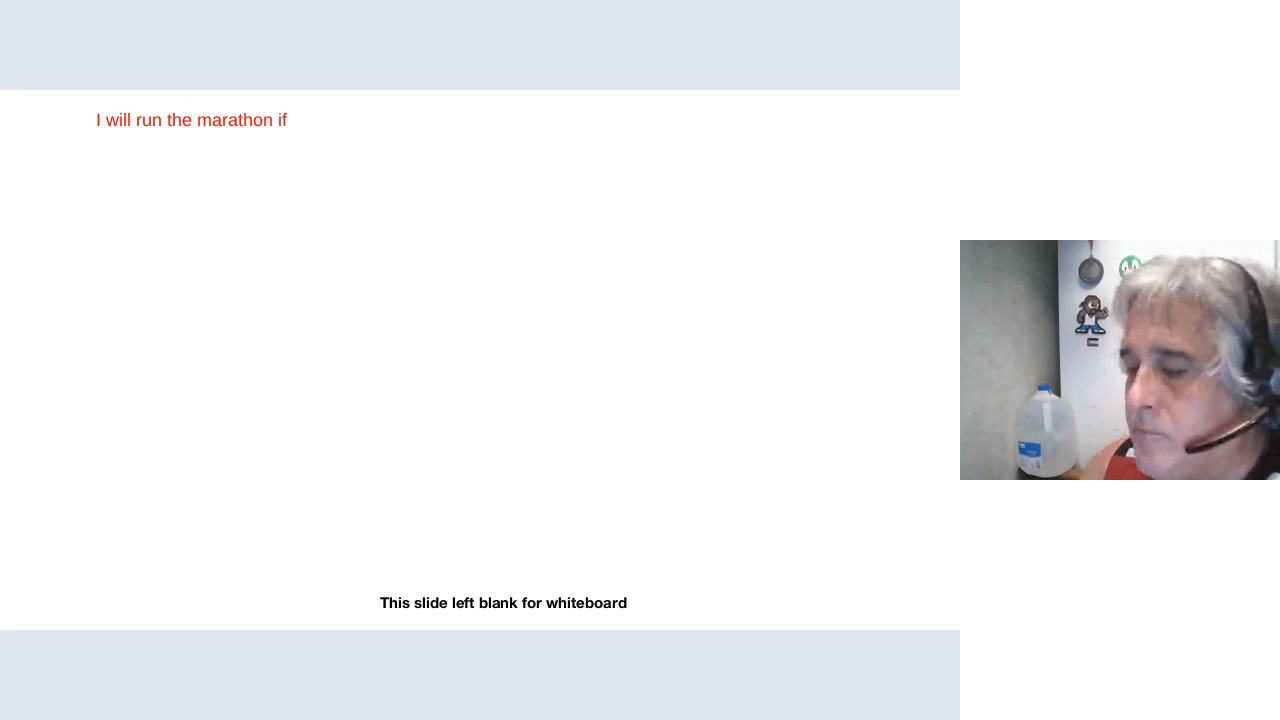 I will run the marathon if
This slide left blank for whiteboard